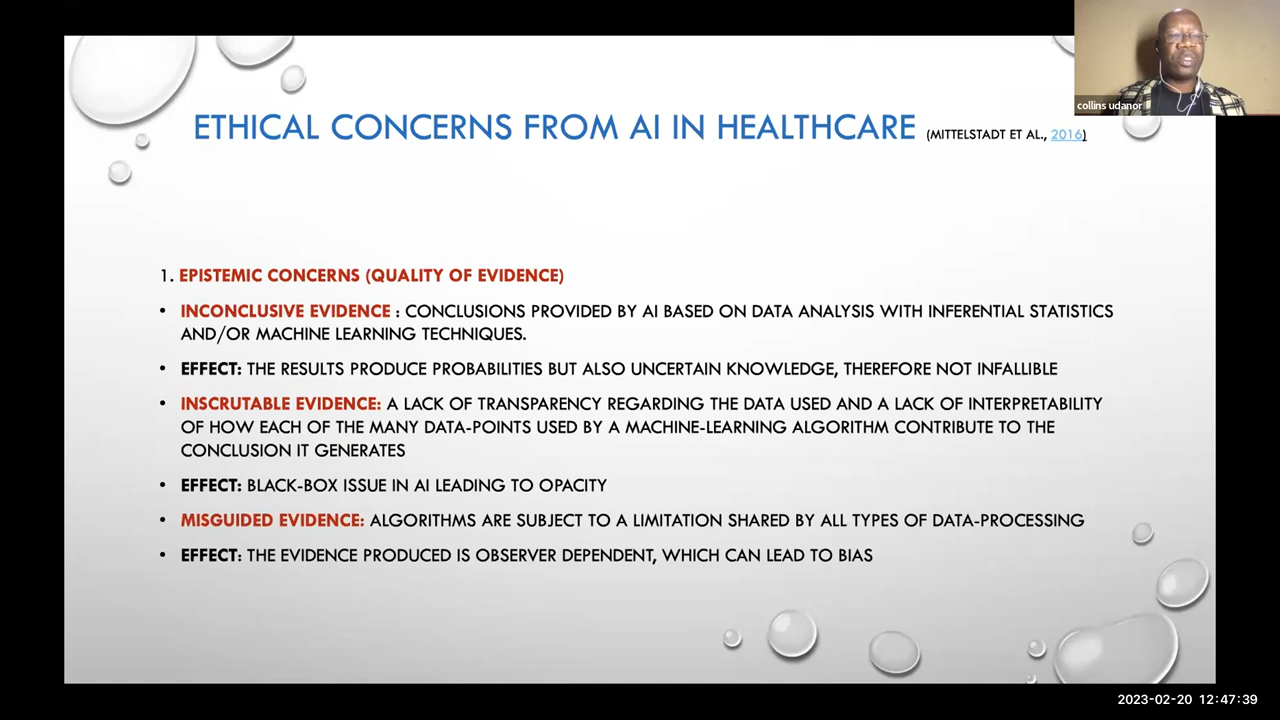 collins udanor
ETHICAL CONCERNS FROM AI IN HEALTHCARE (MITTELSTADT ET AL., 2016)
1. EPISTEMIC CONCERNS (QUALITY OF EVIDENCE)
• INCONCLUSIVE EVIDENCE : CONCLUSIONS PROVIDED BY AI BASED ON DATA ANALYSIS WITH INFERENTIAL STATISTICS
AND/OR MACHINE LEARNING TECHNIQUES.
• EFFECT: THE RESULTS PRODUCE PROBABILITIES BUT ALSO UNCERTAIN KNOWLEDGE, THEREFORE NOT INFALLIBLE
• INSCRUTABLE EVIDENCE: A LACK OF TRANSPARENCY REGARDING THE DATA USED AND A LACK OF INTERPRETABILITY
OF HOW EACH OF THE MANY DATA-POINTS USED BY A MACHINE-LEARNING ALGORITHM CONTRIBUTE TO THE
CONCLUSION IT GENERATES
• EFFECT: BLACK-BOX ISSUE IN AI LEADING TO OPACITY
• MISGUIDED EVIDENCE: ALGORITHMS ARE SUBJECT TO A LIMITATION SHARED BY ALL TYPES OF DATA-PROCESSING
• EFFECT: THE EVIDENCE PRODUCED IS OBSERVER DEPENDENT, WHICH CAN LEAD TO BIAS
2023-02-20 12:47:39